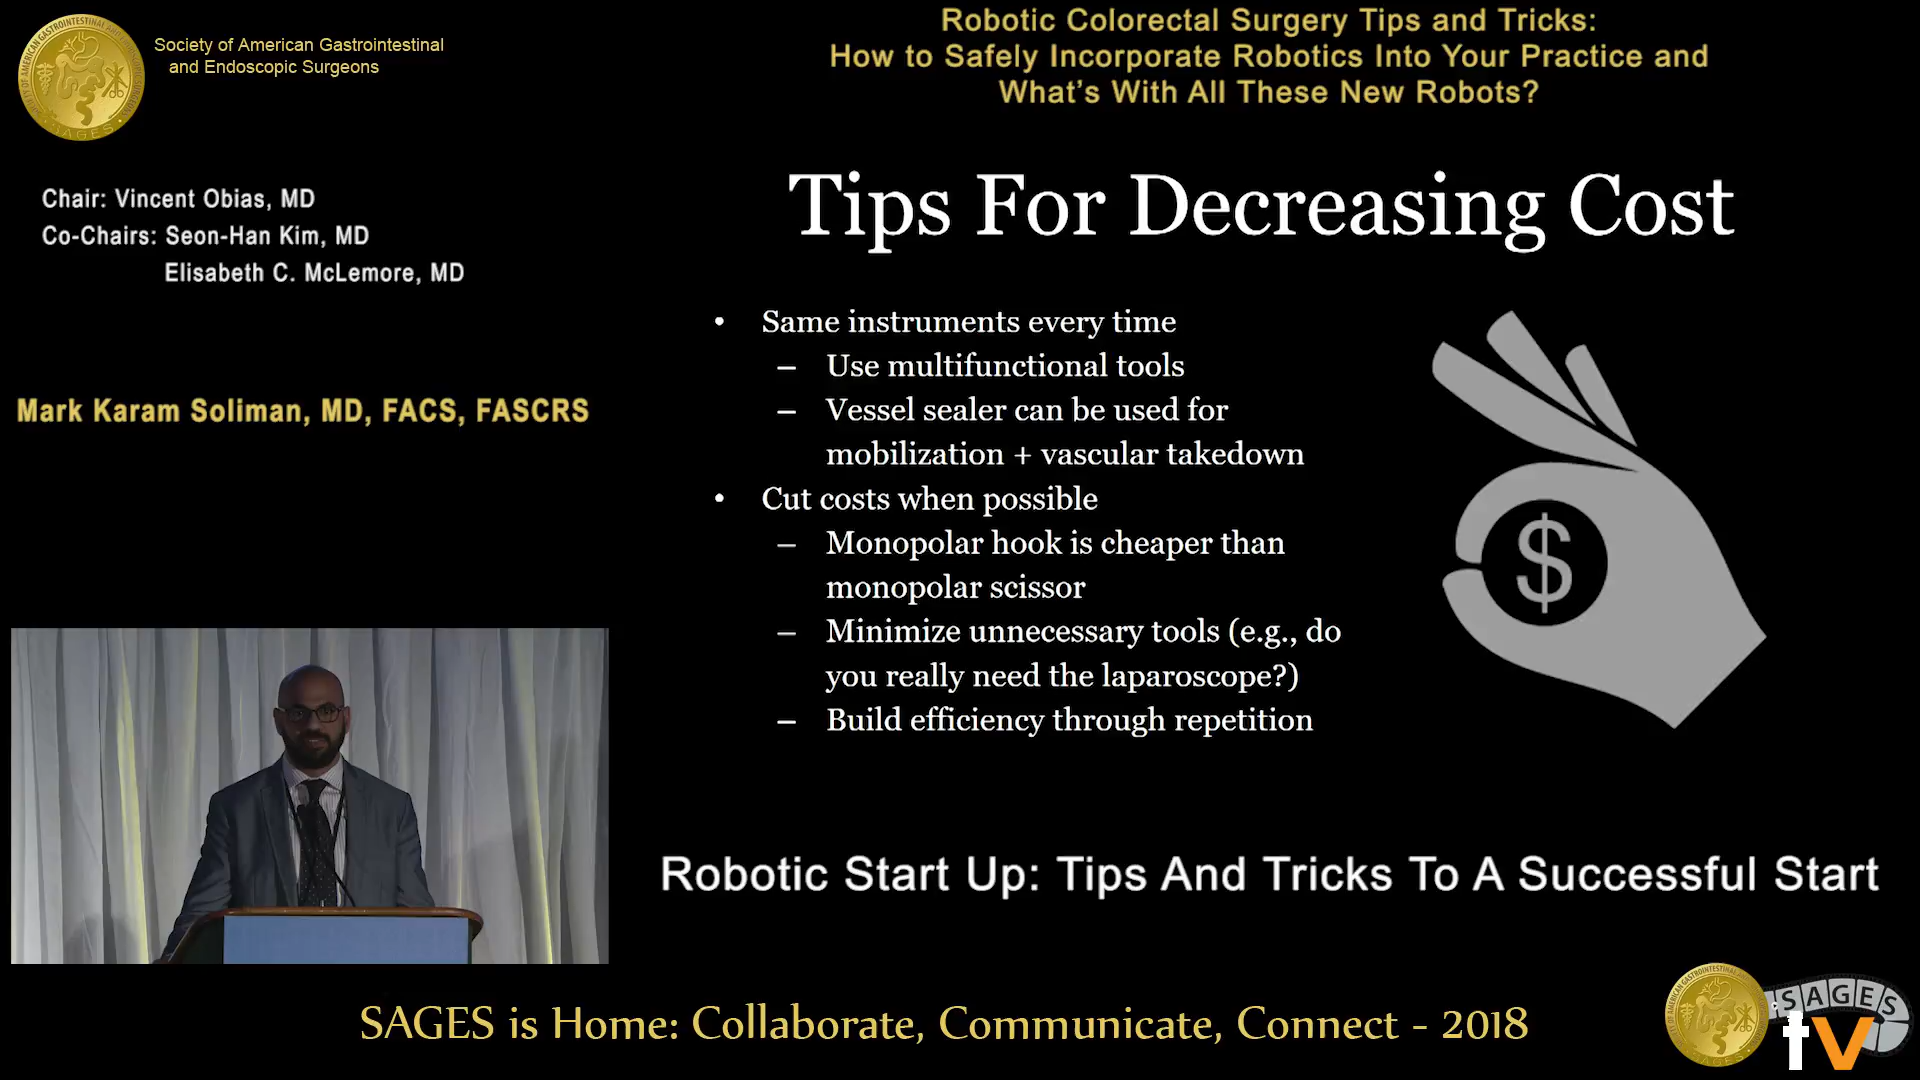 Society of American Gastrointestinal
and Endoscopic Surgeons
Robotic Colorectal Surgery Tips and Tricks:
How to Safely Incorporate Robotics Into Your Practice and
What's With All These New Robots?
Chair: Vincent Obias, MD
Co-Chairs: Seon-Han Kim, MD
Elisabeth C. McLemore, MD
Mark Karam Soliman, MD, FACS, FASCRS
Tips For Decreasing Cost
• Same instruments every time
– Use multifunctional tools
– Vessel sealer can be used for
mobilization + vascular takedown
• Cut costs when possible
– Monopolar hook is cheaper than
monopolar scissor
– Minimize unnecessary tools (e.g., do
you really need the laparoscope?)
– Build efficiency through repetition
$
Robotic Start Up: Tips And Tricks To A Successful Start
SAGES is Home: Collaborate, Communicate, Connect - 2018
SAGES
tv